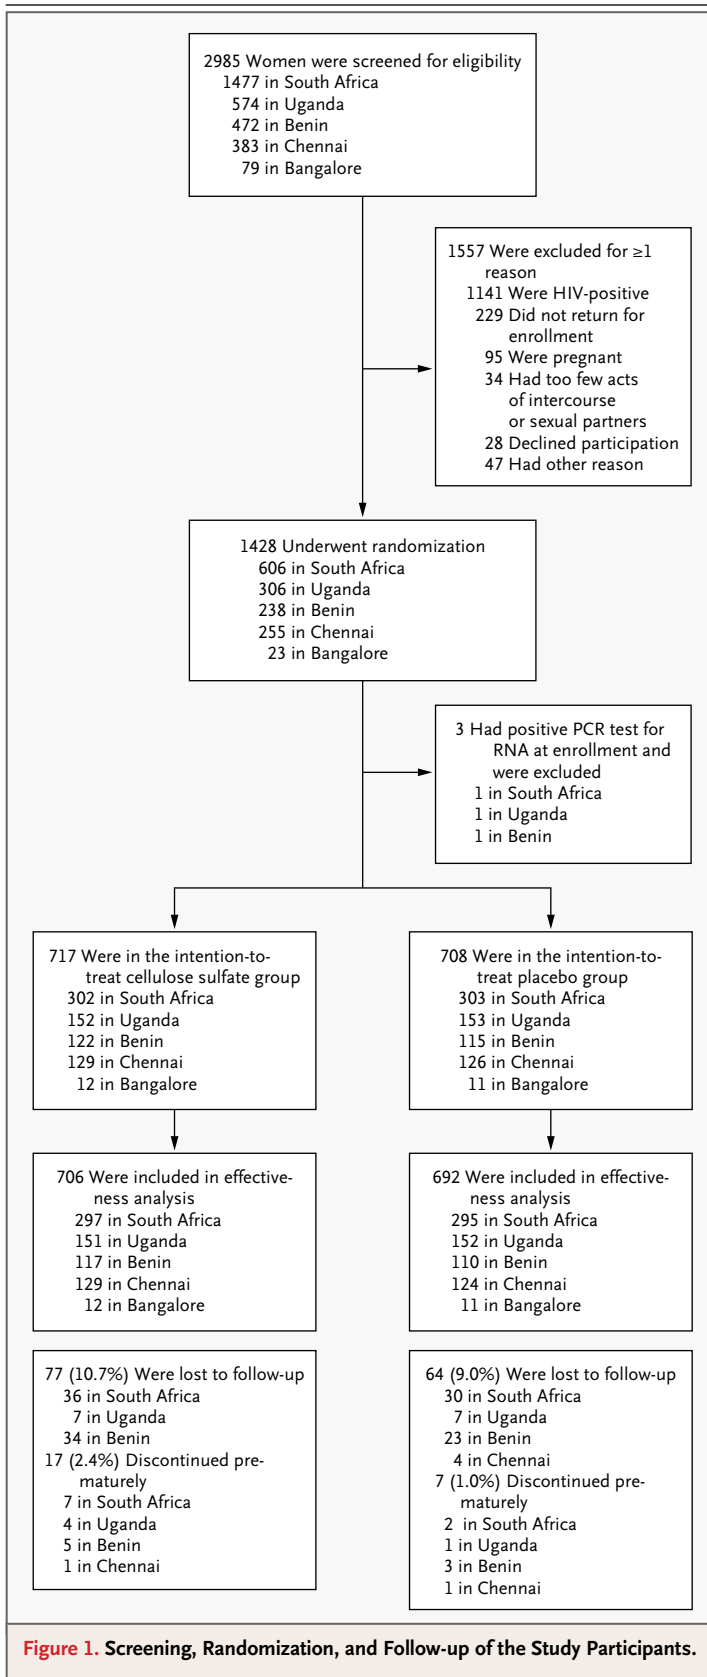 2985 Women were screened for eligibility
1477 in South Africa
574 in Uganda
472 in Benin
383 in Chennai
79 in Bangalore
1557 Were excluded for ≥1
reason
1141 Were HIV-positive
229 Did not return for
enrollment
95 Were pregnant
34 Had too few acts
of intercourse
or sexual partners
28 Declined participation
47 Had other reason
1428 Underwent randomization
606 in South Africa
306 in Uganda
238 in Benin
255 in Chennai
23 in Bangalore
3 Had positive PCR test for
RNA at enrollment and
were excluded
1 in South Africa
1 in Uganda
1 in Benin
717 Were in the intention-to-
treat cellulose sulfate group
302 in South Africa
152 in Uganda
122 in Benin
129 in Chennai
12 in Bangalore
708 Were in the intention-to-
treat placebo group
303 in South Africa
153 in Uganda
115 in Benin
126 in Chennai
11 in Bangalore
706 Were included in effective-
ness analysis
297 in South Africa
151 in Uganda
117 in Benin
129 in Chennai
12 in Bangalore
692 Were included in effective-
ness analysis
295 in South Africa
152 in Uganda
110 in Benin
124 in Chennai
11 in Bangalore
77 (10.7%) Were lost to follow-up
36 in South Africa
7 in Uganda
34 in Benin
17 (2.4%) Discontinued pre-
maturely
7 in South Africa
4 in Uganda
5 in Benin
1 in Chennai
64 (9.0%) Were lost to follow-up
30 in South Africa
7 in Uganda
23 in Benin
4 in Chennai
7 (1.0%) Discontinued pre-
maturely
2 in South Africa
1 in Uganda
3 in Benin
1 in Chennai
Figure 1. Screening, Randomization, and Follow-up of the Study Participants.